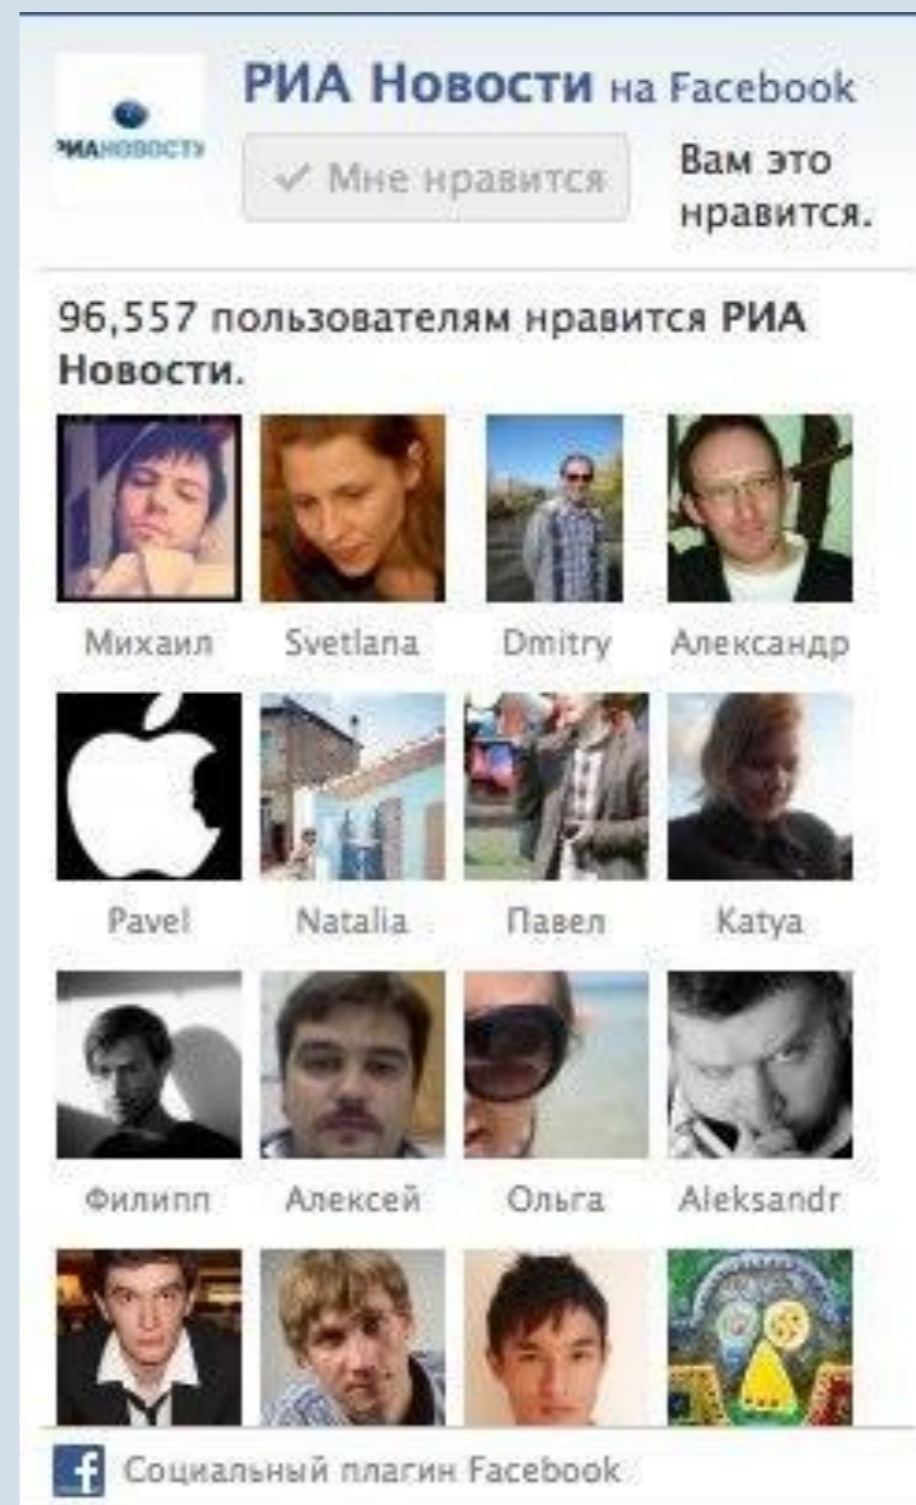 РИА Новости на Facebook
РИАНОВОСТИ
✓ Мне нравится
Вам это
нравится.
96,557 пользователям нравится РИА
Новости.
Михаил Svetlana Dmitry Александр
Pavel Natalia Павел Katya
Филипп Алексей Ольга Aleksandr
f Социальный плагин Facebook